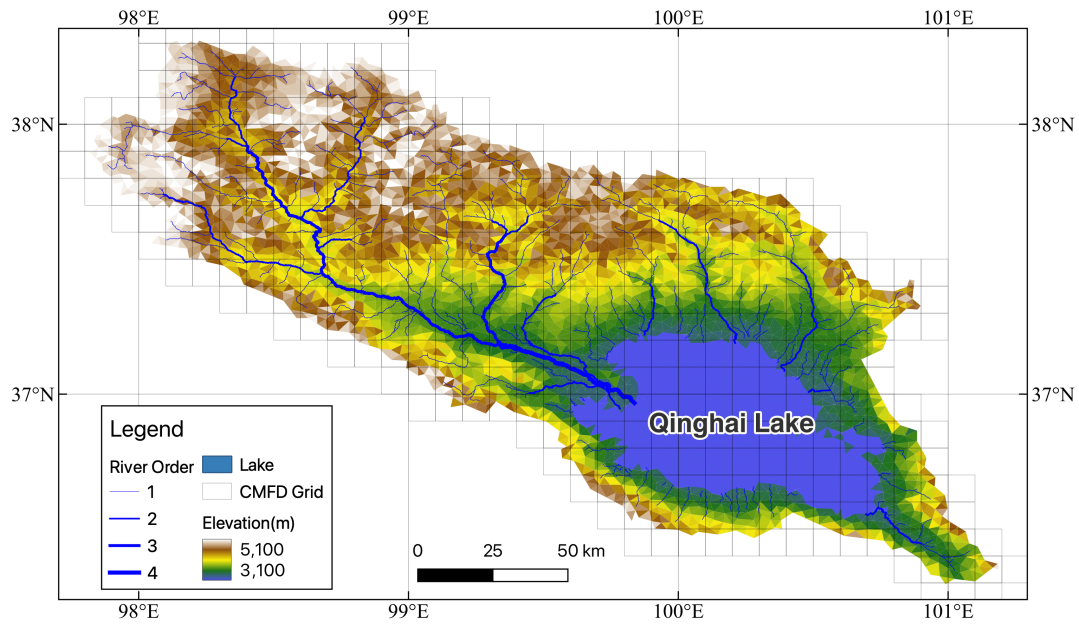 98°E 99°E 100°E 101°E
38°N 38°N
37°N 37°N
Qinghai Lake
Legend
River Order
1
2
3
4
Lake
CMFD Grid
Elevation(m)
5,100
3,100
0 25 50 km
98°E 99°E 100°E 101°E